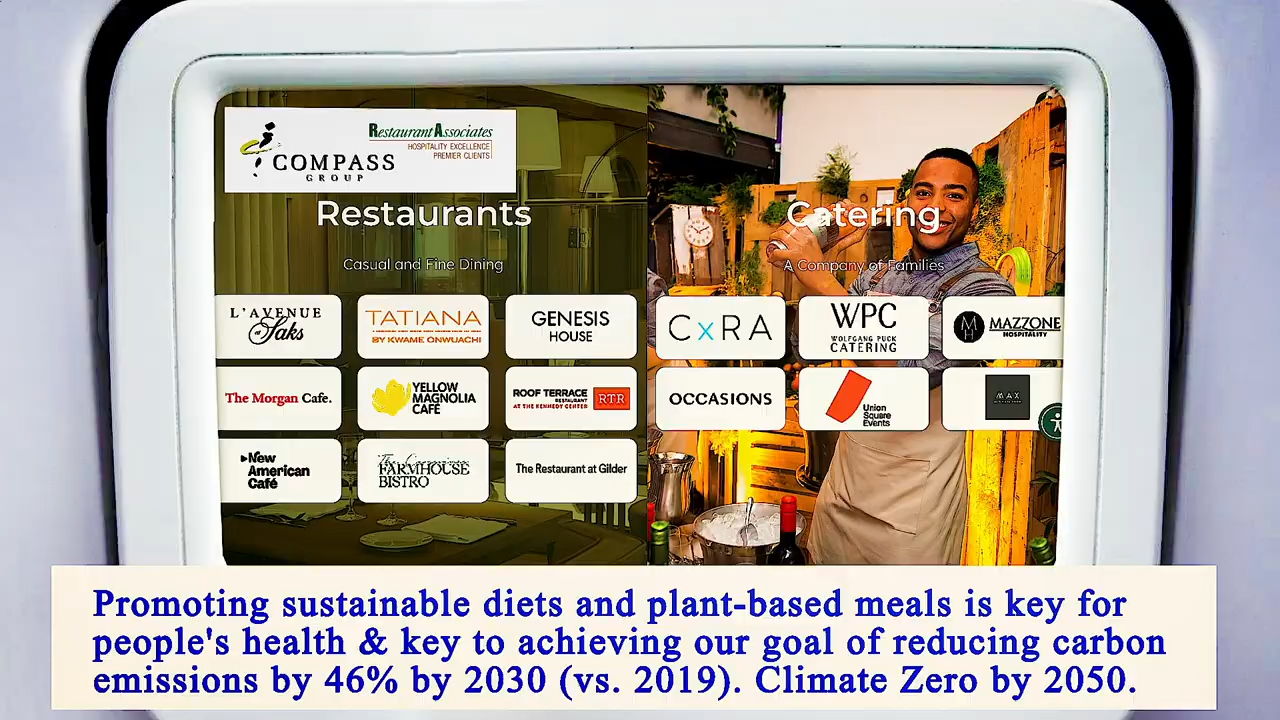 COMPASS
GROUP
Restaurant Associates
HOSPITALITY EXCELLENCE
PREMIER CLIENTS
Restaurants
Casual and Fine Dining
L'AVENUE
at
Saks
TATIANA
BY KWAME ONWUACHI
GENESIS
HOUSE
The Morgan Cafe.
YELLOW
MAGNOLIA
CAFÉ
ROOF TERRACE
RESTAURANT
AT THE KENNEDY CENTER
RTR
New
American
Café
FARMHOUSE
BISTRO
The Restaurant at Gilder
Catering
A Company of Families
CxRA
WPC
WOLFGANG PUCK
CATERING
MH
MAZZONE
HOSPITALITY
OCCASIONS
Union
Square
Events
MAX
Promoting sustainable diets and plant-based meals is key for
people's health & key to achieving our goal of reducing carbon
emissions by 46% by 2030 (vs. 2019). Climate Zero by 2050.